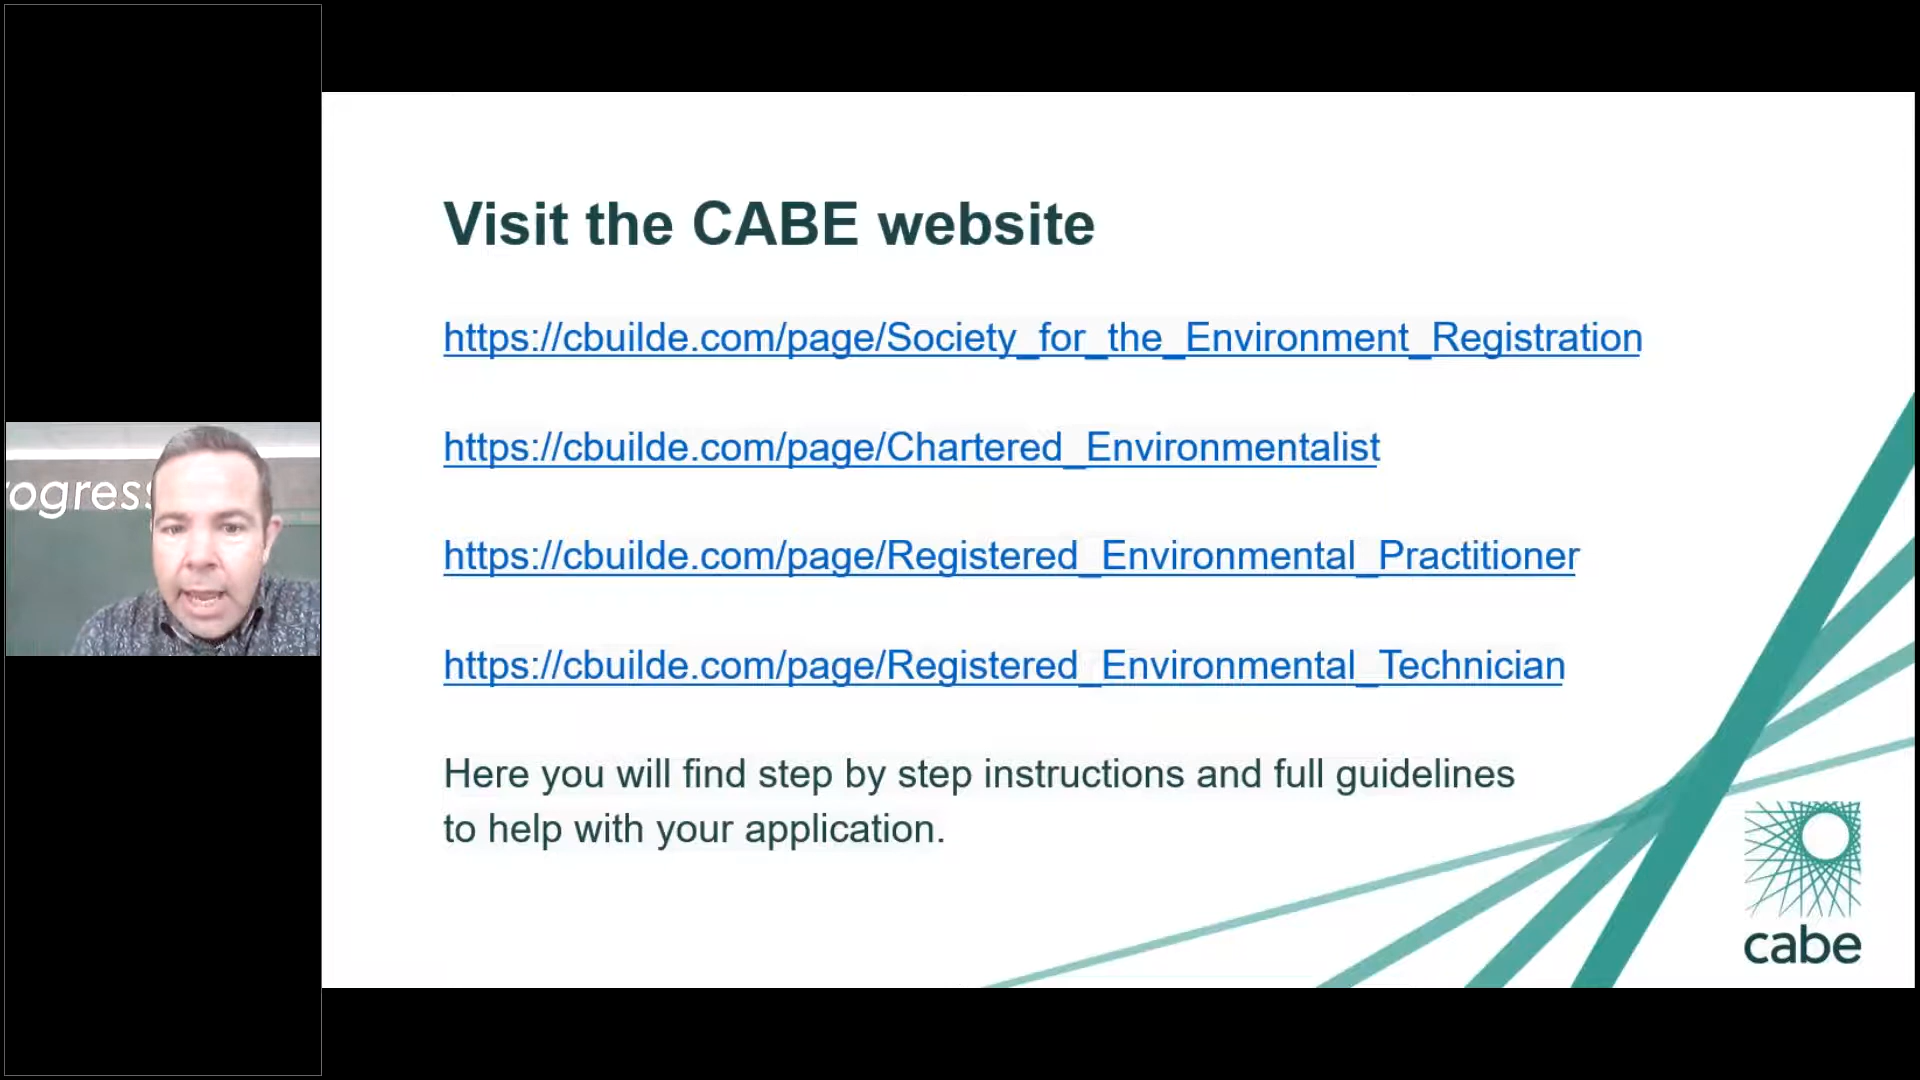 Visit the CABE website
https://cbuilde.com/page/Society_for_the_Environment_Registration
https://cbuilde.com/page/Chartered_Environmentalist
https://cbuilde.com/page/Registered_Environmental_Practitioner
https://cbuilde.com/page/Registered_Environmental_Technician
Here you will find step by step instructions and full guidelines
to help with your application.
ogress
cabe